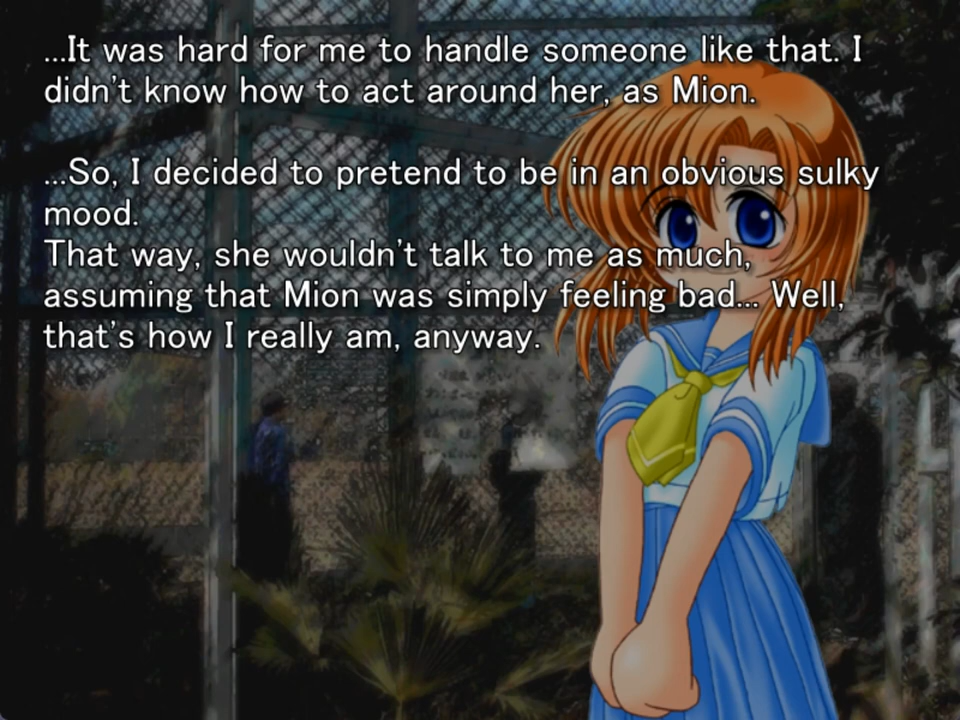 ...It was hard for me to handle someone like that. I
didn't know how to act around her, as Mion.
...So, I decided to pretend to be in an obvious sulky
mood.
That way, she wouldn't talk to me as much,
assuming that Mion was simply feeling bad... Well,
that's how I really am, anyway.